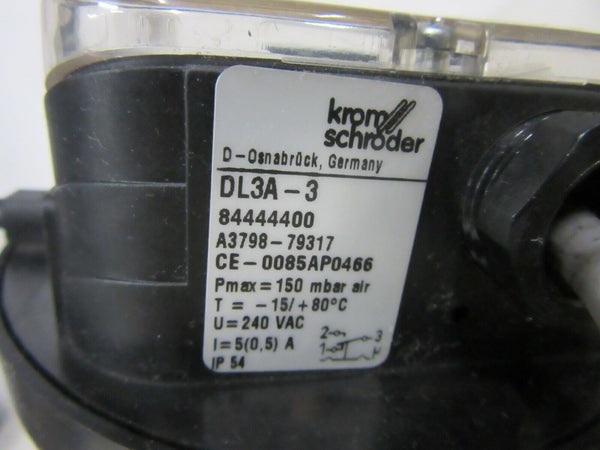 krom
schröder
D-Osnabrück, Germany
DL3A-3
84444400
A3798-79317
CE-0085AP0466
Pmax=150 mbar air
T = -15/+80°C
U=240 VAC
I=5(0,5) A
IP 54
2 3
1 μ